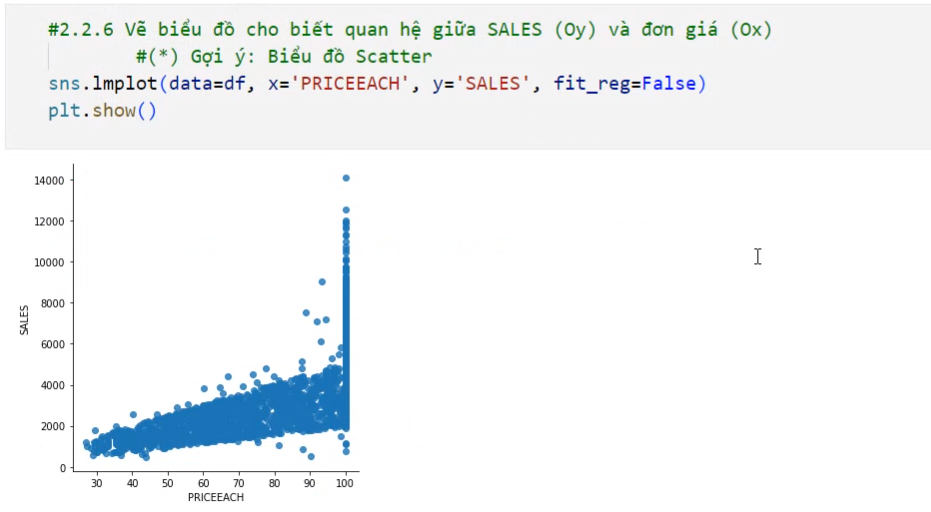 #2.2.6 Vẽ biểu đồ cho biết quan hệ giữa SALES (Oy) và đơn giá (Ox)
#(*) Gợi ý: Biểu đồ Scatter
sns.lmplot(data=df, x='PRICEEACH', y='SALES', fit_reg=False)
plt.show()
14000
12000
10000
8000
6000
4000
2000
0
SALES
30 40 50 60 70 80 90 100
PRICEEACH